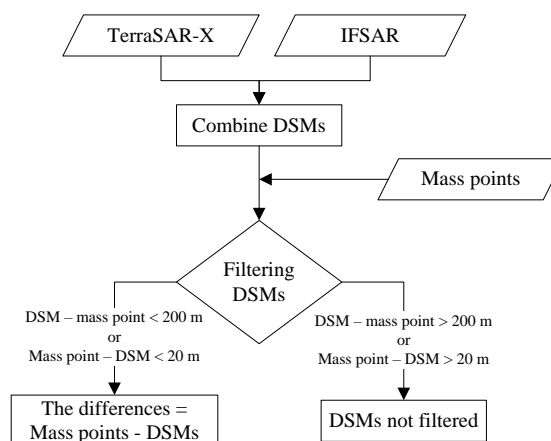 TerraSAR-X
IFSAR
Combine DSMs
Mass points
Filtering
DSMs
DSM – mass point < 200 m
or
Mass point – DSM < 20 m
DSM – mass point > 200 m
or
Mass point – DSM > 20 m
The differences =
Mass points - DSMs
DSMs not filtered